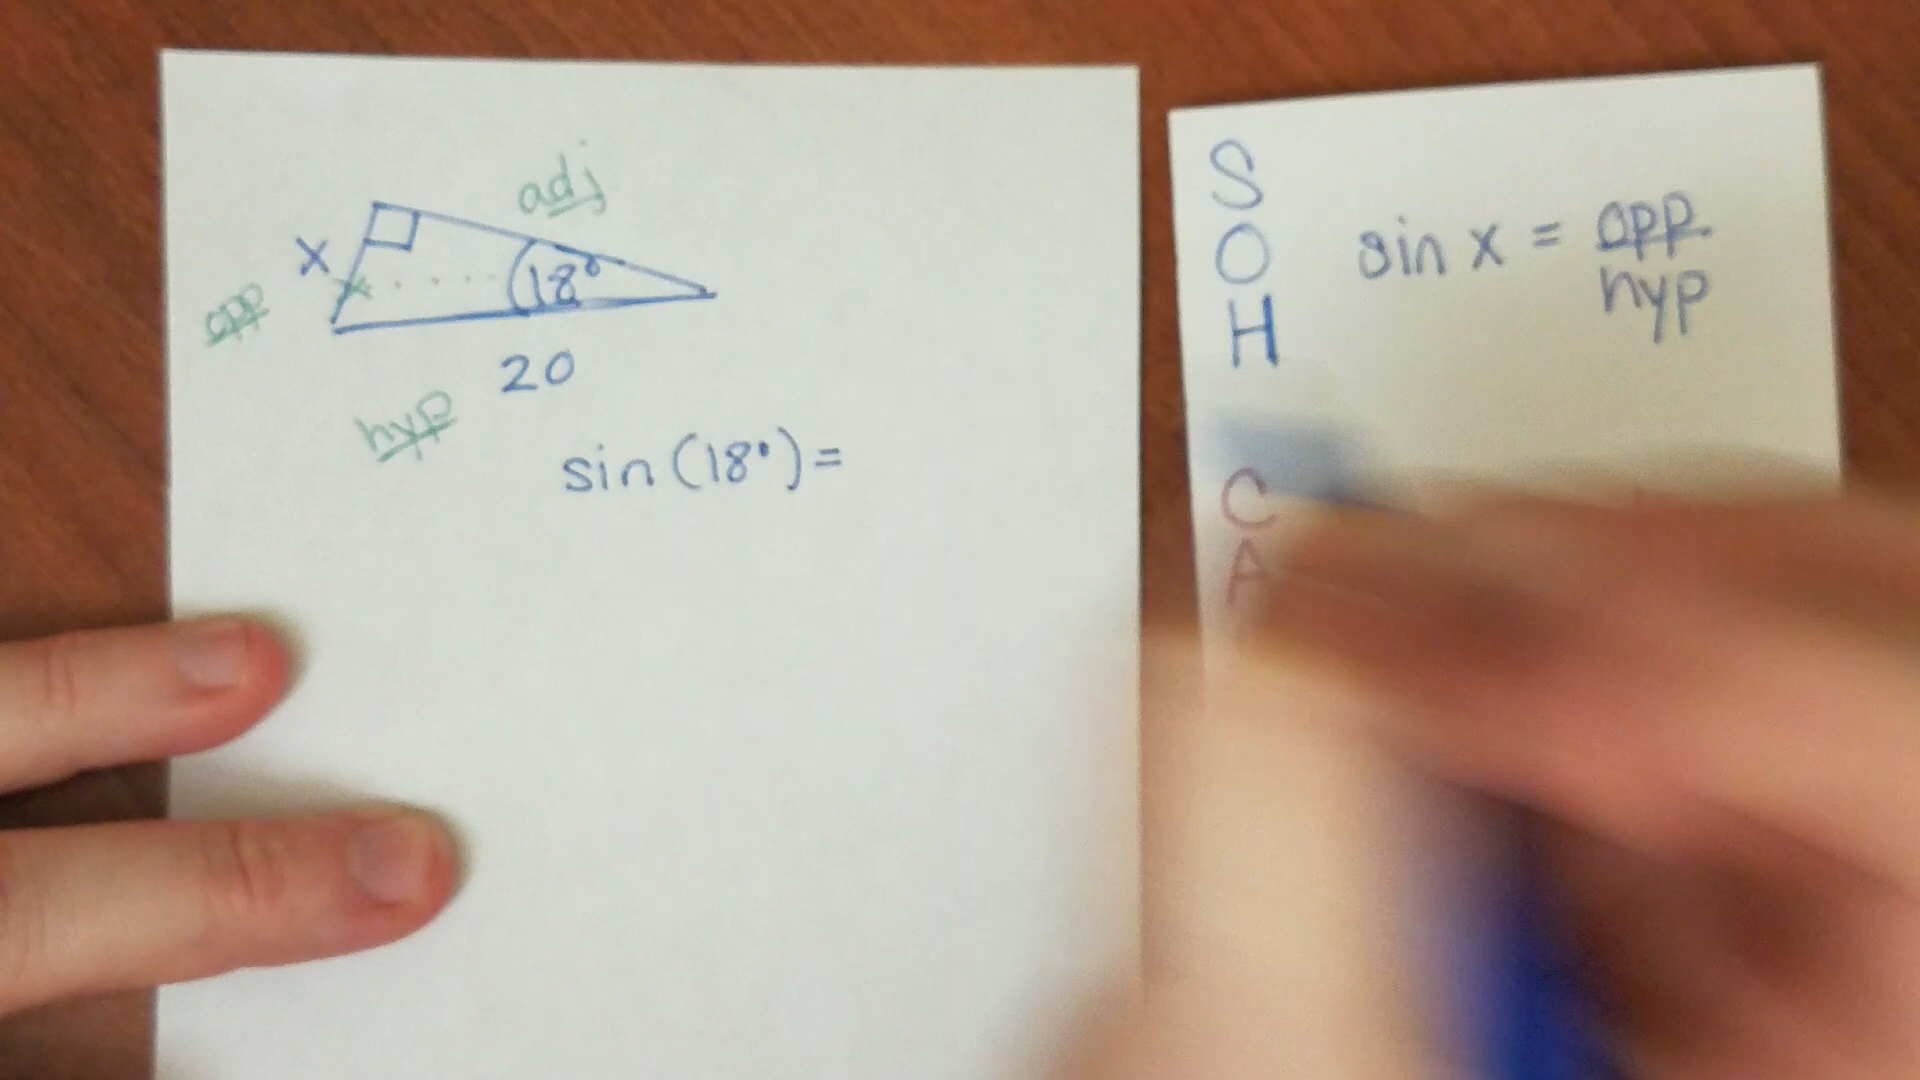 adj
x
18°
opp
20
hyp
sin (18°) =
S
O
H
sin x = opp
hyp
C
A